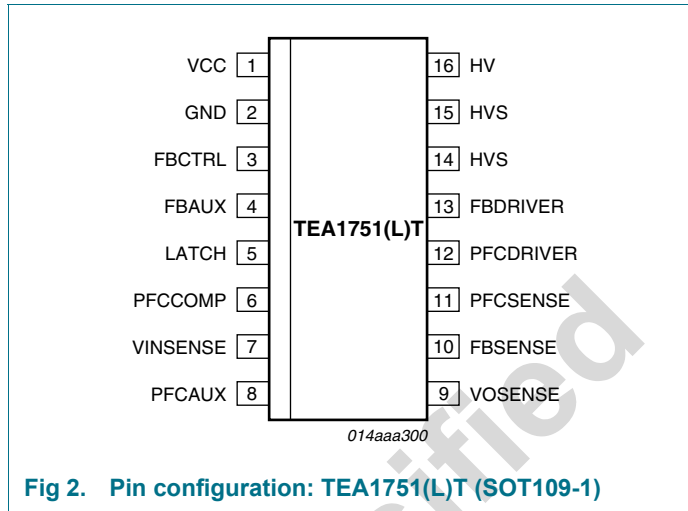 VCC 1 16 HV
GND 2 15 HVS
FBCTRL 3 14 HVS
FBAUX 4 13 FBDRIVER
TEA1751(L)T
LATCH 5 12 PFCDRIVER
PFCCOMP 6 11 PFCSENSE
VINSENSE 7 10 FBSENSE
PFCAUX 8 9 VOSENSE
014aaa300
Fig 2. Pin configuration: TEA1751(L)T (SOT109-1)